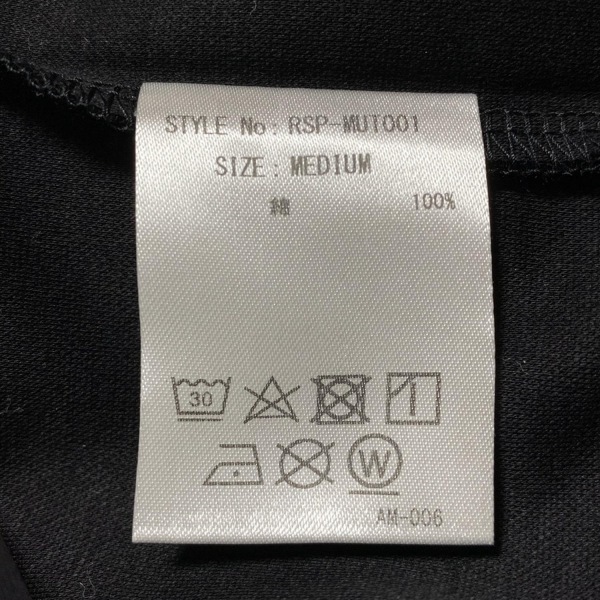 STYLE No: RSP-MUT001
SIZE: MEDIUM
綿 100%
30
W
AM-006